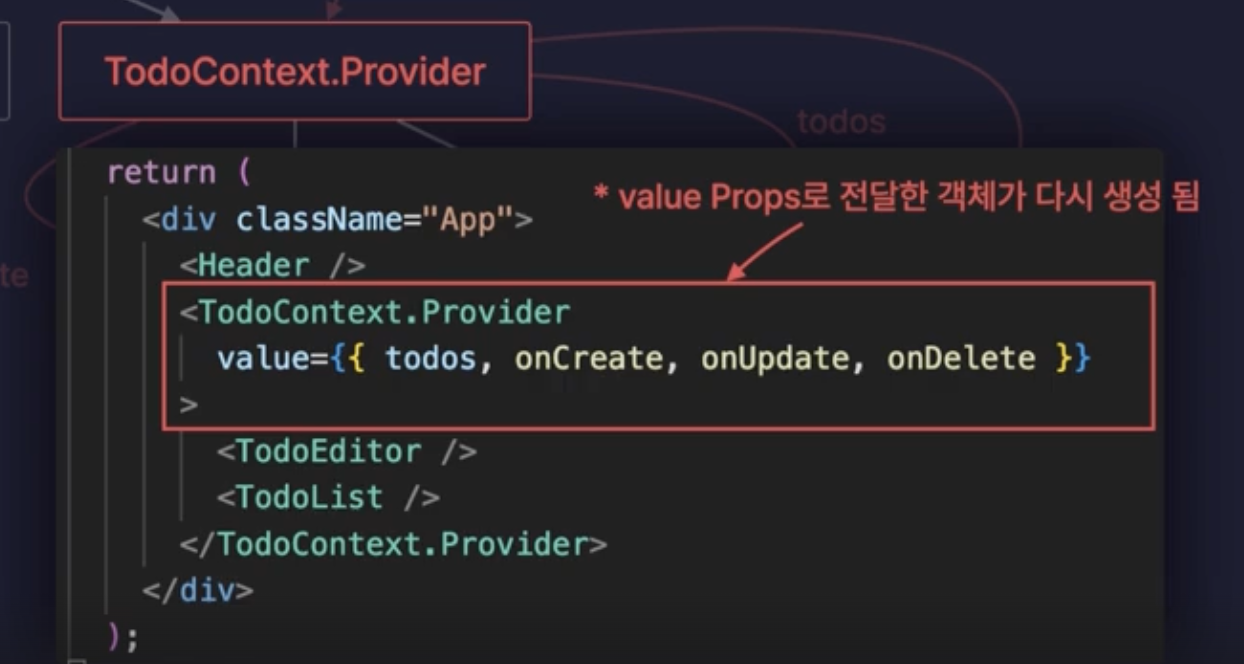 TodoContext.Provider
todos
return (
* value Props로 전달한 객체가 다시 생성 됨
<div className="App">
<Header />
te
<TodoContext.Provider
value={{ todos, onCreate, onUpdate, onDelete }}
>
<TodoEditor />
<TodoList />
</TodoContext.Provider>
</div>
);